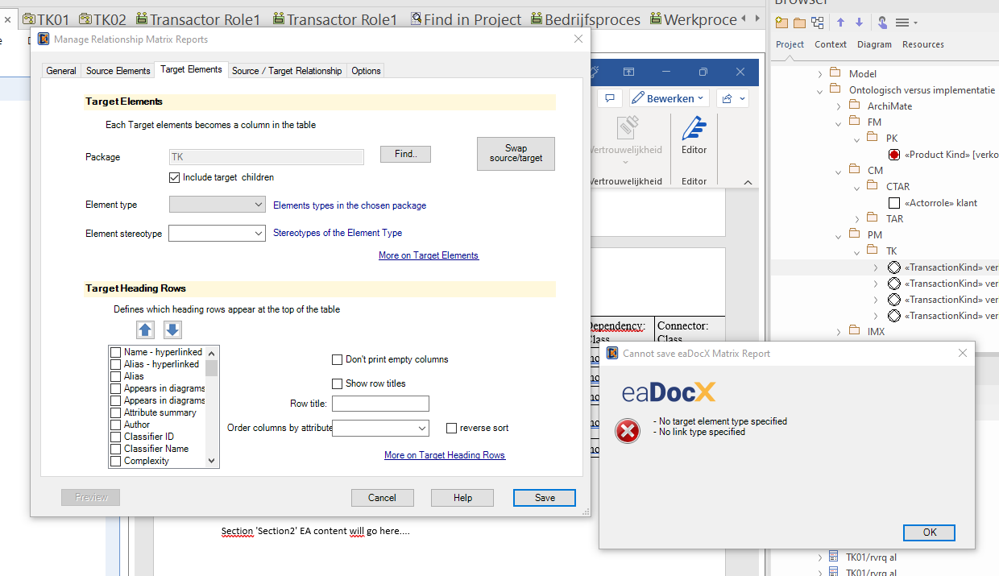 TK01 TK02 Transactor Role1 Transactor Role1 Find in Project Bedrijfsproces Werkproce
Manage Relationship Matrix Reports
General Source Elements Target Elements Source / Target Relationship Options
Target Elements
Each Target elements becomes a column in the table
Package TK Find.. Swap source/target
Include target children
Element type Elements types in the chosen package
Element stereotype Stereotypes of the Element Type
More on Target Elements
Target Heading Rows
Defines which heading rows appear at the top of the table
Name - hyperlinked
Alias - hyperlinked
Alias
Appears in diagrams
Appears in diagrams
Attribute summary
Author
Classifier ID
Classifier Name
Complexity
Don't print empty columns
Show row titles
Row title:
Order columns by attribute reverse sort
More on Target Heading Rows
Preview Cancel Help Save
Section 'Section2' EA content will go here....
Bewerken
Vertrouwelijkheid Editor
Vertrouwelijkheid Editor
Dependency: Connector:
Class Class
Cannot save eaDocX Matrix Report
eaDocX
- No target element type specified
- No link type specified
OK
Browser
Project Context Diagram Resources
Model
Ontologisch versus implementatie
ArchiMate
FM
PK
«Product Kind» [verko
CM
CTAR
«Actorrole» klant
TAR
PM
TK
«TransactionKind» ver
«TransactionKind» ver
«TransactionKind» ver
«TransactionKind» ver
IMX
TK01/rvrq al
TK01/rvrq al